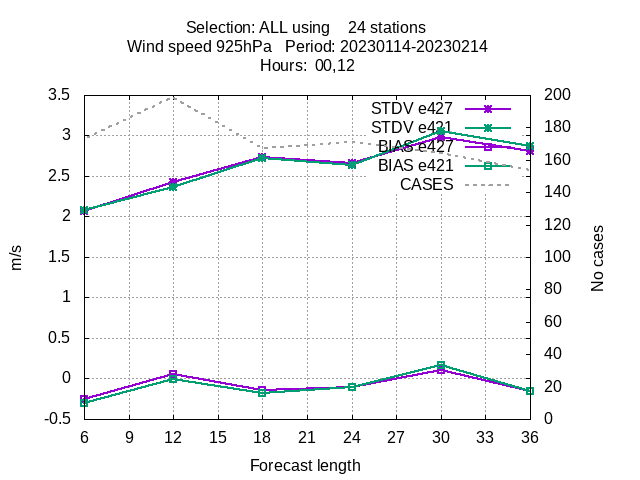 Selection: ALL using    24 stations
Wind speed 925hPa   Period: 20230114-20230214
Hours:  00,12
3.5
3
2.5
2
1.5
1
0.5
0
-0.5
m/s
STDV e427
STDV e421
BIAS e427
BIAS e421
CASES
200
180
160
140
120
100
80
60
40
20
0
No cases
6 9 12 15 18 21 24 27 30 33 36
Forecast length